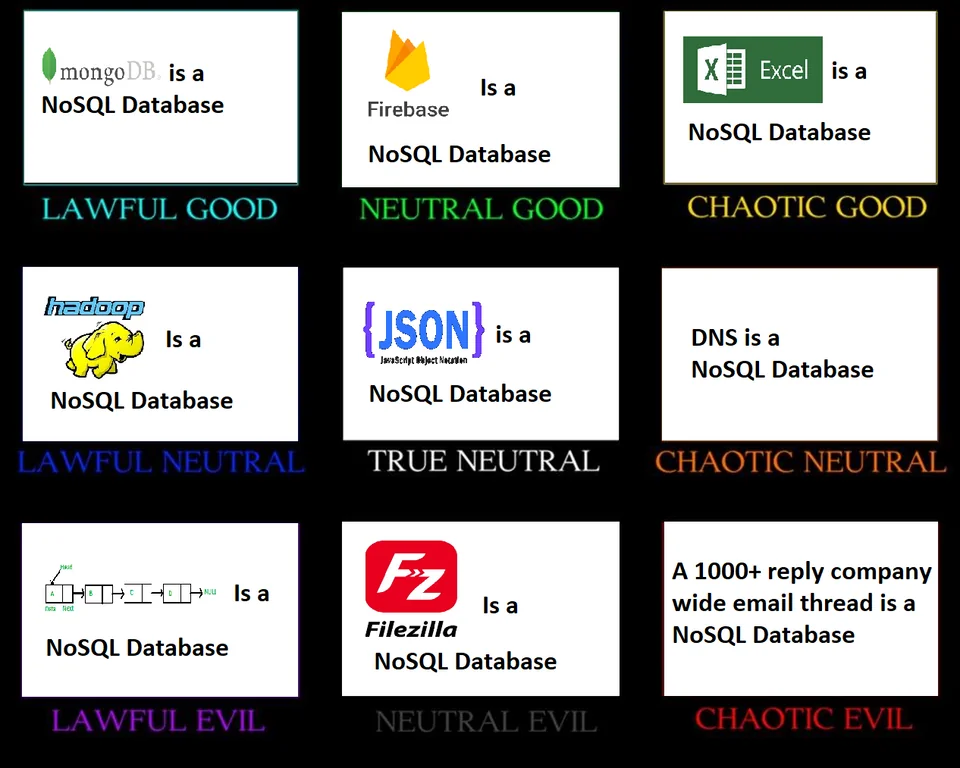 mongoDB. is a
NoSQL Database
LAWFUL GOOD
Firebase Is a
NoSQL Database
NEUTRAL GOOD
X Excel is a
NoSQL Database
CHAOTIC GOOD
hadoop Is a
NoSQL Database
LAWFUL NEUTRAL
{JSON} is a
JavaScript Object Notation
NoSQL Database
TRUE NEUTRAL
DNS is a
NoSQL Database
CHAOTIC NEUTRAL
Head
A B C D NULL Is a
Data Next
NoSQL Database
LAWFUL EVIL
FZ Is a
Filezilla
NoSQL Database
NEUTRAL EVIL
A 1000+ reply company
wide email thread is a
NoSQL Database
CHAOTIC EVIL